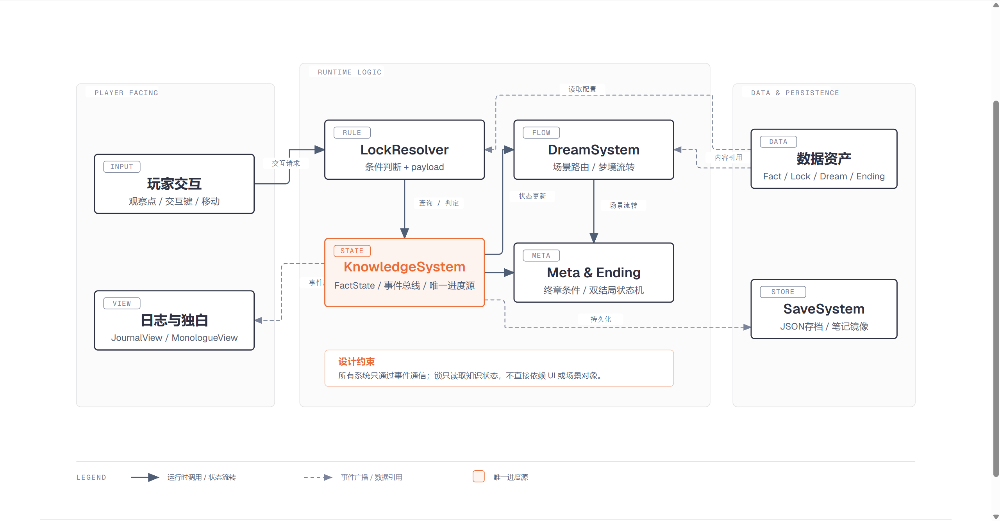 RUNTIME LOGIC
PLAYER FACING
读取配置
DATA & PERSISTENCE
INPUT
玩家交互
观察点 / 交互键 / 移动
交互请求
RULE
LockResolver
条件判断 + payload
FLOW
DreamSystem
场景路由 / 梦境流转
内容引用
DATA
数据资产
Fact / Lock / Dream / Ending
查询 / 判定
状态更新
场景流转
STATE
KnowledgeSystem
FactState / 事件总线 / 唯一进度源
事件
META
Meta & Ending
终章条件 / 双结局状态机
VIEW
日志与独白
JournalView / MonologueView
持久化
STORE
SaveSystem
JSON存档 / 笔记镜像
设计约束
所有系统只通过事件通信；锁只读取知识状态，不直接依赖 UI 或场景对象。
LEGEND
运行时调用 / 状态流转
事件广播 / 数据引用
唯一进度源